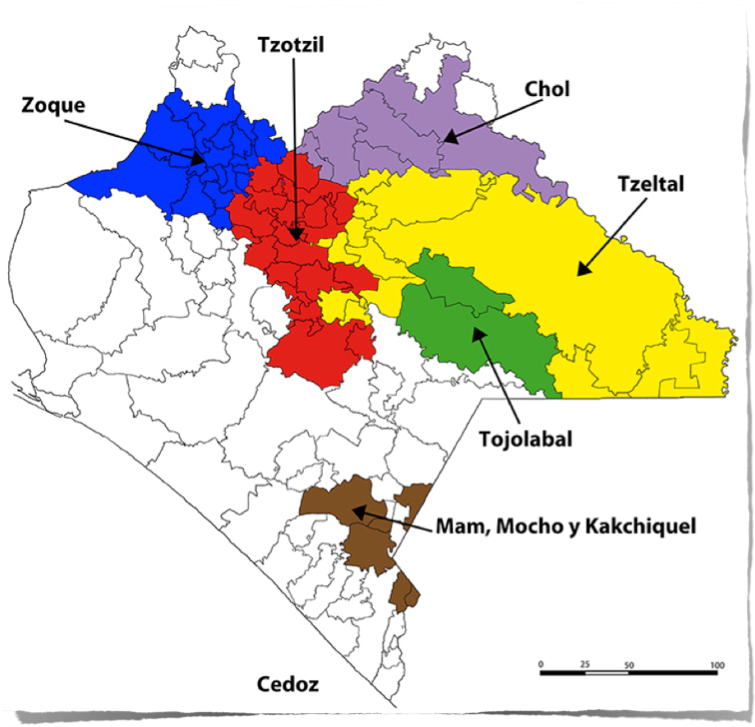 Tzotzil
Chol
Zoque
Tzeltal
Tojolabal
Mam, Mocho y Kakchiquel
0 25 50 100
Cedoz